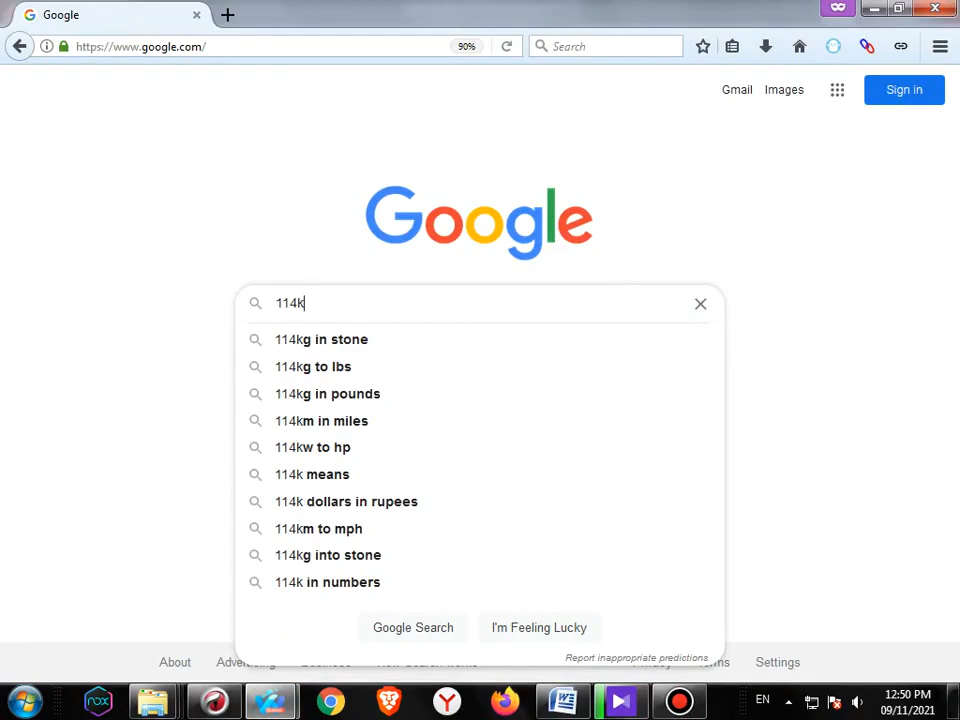 Google
https://www.google.com/
90%
Search
Gmail
Images
Sign in
Google
114k
114kg in stone
114kg to lbs
114kg in pounds
114km in miles
114kw to hp
114k means
114k dollars in rupees
114km to mph
114kg into stone
114k in numbers
Google Search
I'm Feeling Lucky
Report inappropriate predictions
About
Settings
nox
EN
12:50 PM
09/11/2021